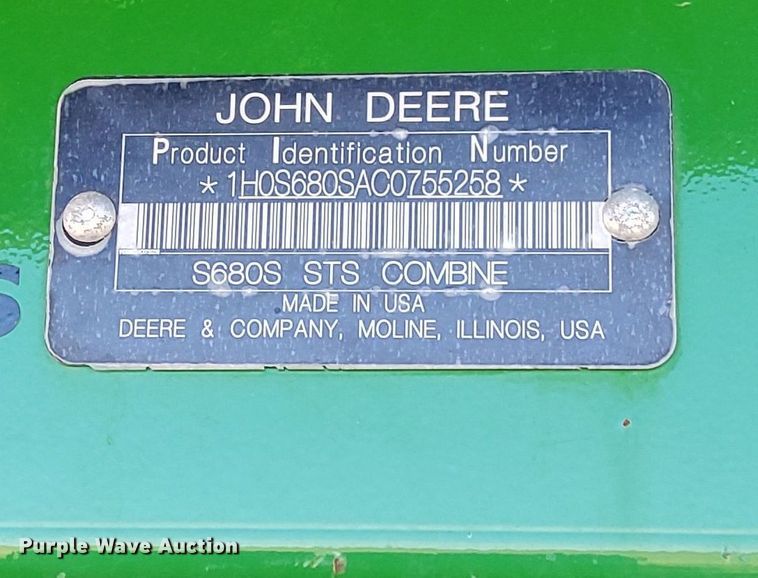 JOHN DEERE
Product Identification Number
*1H0S680SAC0755258*
S680S STS COMBINE
MADE IN USA
DEERE & COMPANY, MOLINE, ILLINOIS, USA
S
Purple Wave Auction